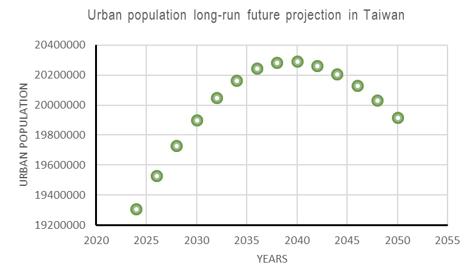 Urban population long-run future projection in Taiwan
20400000
20200000
20000000
19800000
19600000
19400000
19200000
URBAN POPULATION
2020 2025 2030 2035 2040 2045 2050 2055
YEARS